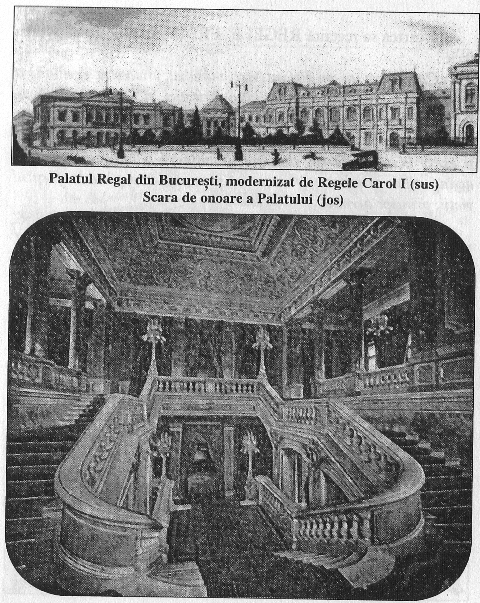 Palatul Regal din București, modernizat de Regele Carol I (sus)
Scara de onoare a Palatului (jos)